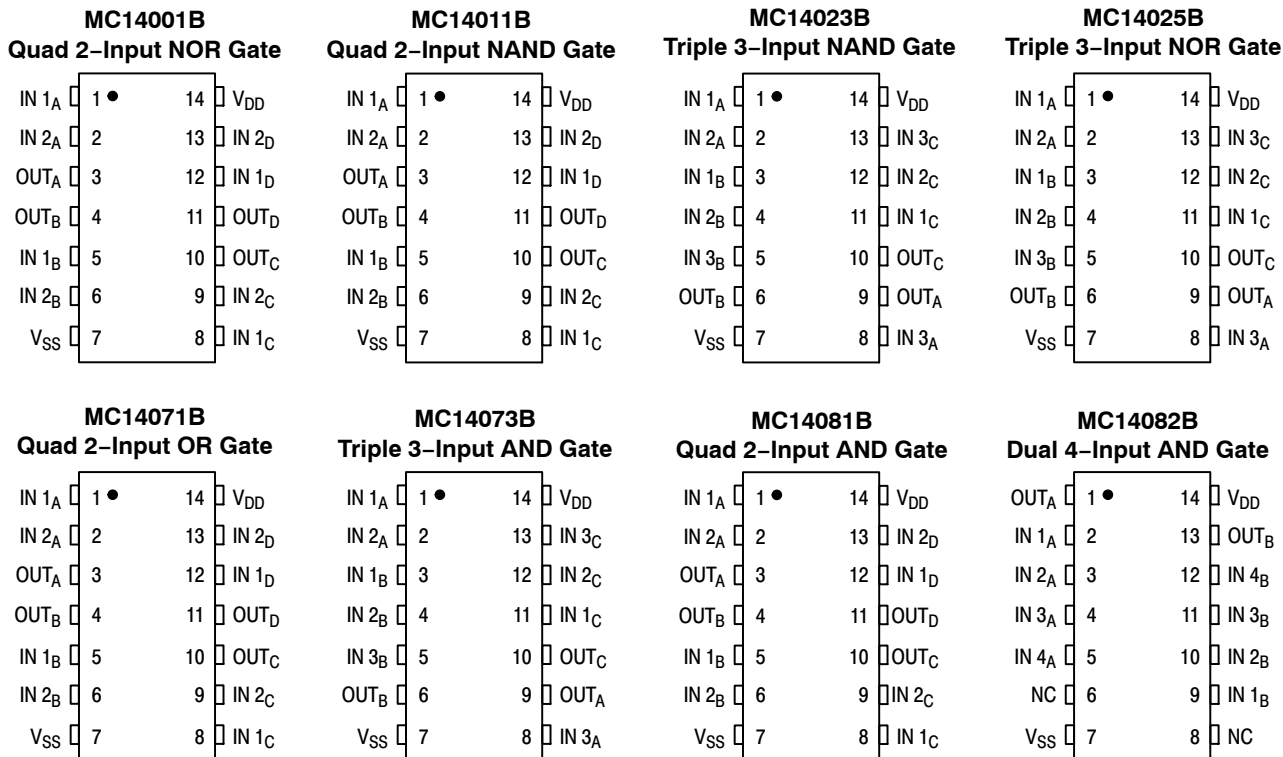 MC14001B
Quad 2–Input NOR Gate
IN 1A 1 14 VDD
IN 2A 2 13 IN 2D
OUTA 3 12 IN 1D
OUTB 4 11 OUTD
IN 1B 5 10 OUTC
IN 2B 6 9 IN 2C
VSS 7 8 IN 1C
MC14011B
Quad 2–Input NAND Gate
IN 1A 1 14 VDD
IN 2A 2 13 IN 2D
OUTA 3 12 IN 1D
OUTB 4 11 OUTD
IN 1B 5 10 OUTC
IN 2B 6 9 IN 2C
VSS 7 8 IN 1C
MC14023B
Triple 3–Input NAND Gate
IN 1A 1 14 VDD
IN 2A 2 13 IN 3C
IN 1B 3 12 IN 2C
IN 2B 4 11 IN 1C
IN 3B 5 10 OUTC
OUTB 6 9 OUTA
VSS 7 8 IN 3A
MC14025B
Triple 3–Input NOR Gate
IN 1A 1 14 VDD
IN 2A 2 13 IN 3C
IN 1B 3 12 IN 2C
IN 2B 4 11 IN 1C
IN 3B 5 10 OUTC
OUTB 6 9 OUTA
VSS 7 8 IN 3A
MC14071B
Quad 2–Input OR Gate
IN 1A 1 14 VDD
IN 2A 2 13 IN 2D
OUTA 3 12 IN 1D
OUTB 4 11 OUTD
IN 1B 5 10 OUTC
IN 2B 6 9 IN 2C
VSS 7 8 IN 1C
MC14073B
Triple 3–Input AND Gate
IN 1A 1 14 VDD
IN 2A 2 13 IN 3C
IN 1B 3 12 IN 2C
IN 2B 4 11 IN 1C
IN 3B 5 10 OUTC
OUTB 6 9 OUTA
VSS 7 8 IN 3A
MC14081B
Quad 2–Input AND Gate
IN 1A 1 14 VDD
IN 2A 2 13 IN 2D
OUTA 3 12 IN 1D
OUTB 4 11 OUTD
IN 1B 5 10 OUTC
IN 2B 6 9 IN 2C
VSS 7 8 IN 1C
MC14082B
Dual 4–Input AND Gate
OUTA 1 14 VDD
IN 1A 2 13 OUTB
IN 2A 3 12 IN 4B
IN 3A 4 11 IN 3B
IN 4A 5 10 IN 2B
NC 6 9 IN 1B
VSS 7 8 NC